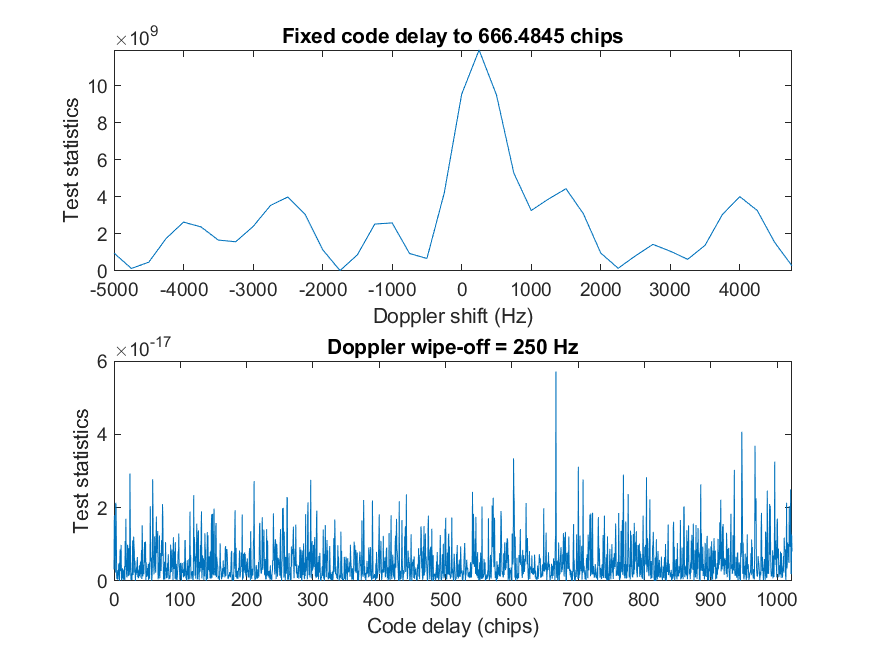 ×10^9
Fixed code delay to 666.4845 chips
Test statistics
10
8
6
4
2
0
-5000 -4000 -3000 -2000 -1000 0 1000 2000 3000 4000
Doppler shift (Hz)
×10^-17
Doppler wipe-off = 250 Hz
Test statistics
6
4
2
0
0 100 200 300 400 500 600 700 800 900 1000
Code delay (chips)